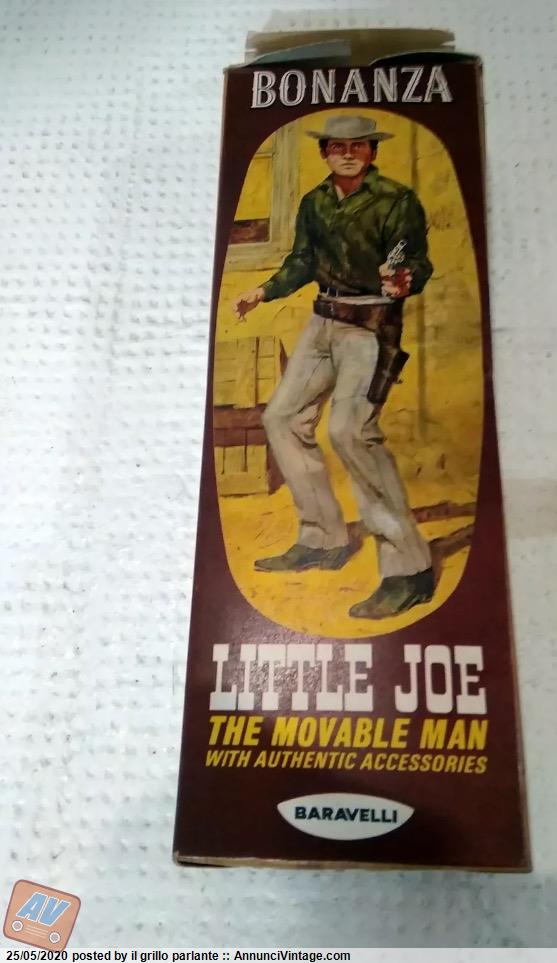 BONANZA
LITTLE JOE
THE MOVABLE MAN
WITH AUTHENTIC ACCESSORIES
BARAVELLI
AV
25/05/2020 posted by il grillo parlante :: AnnunciVintage.com